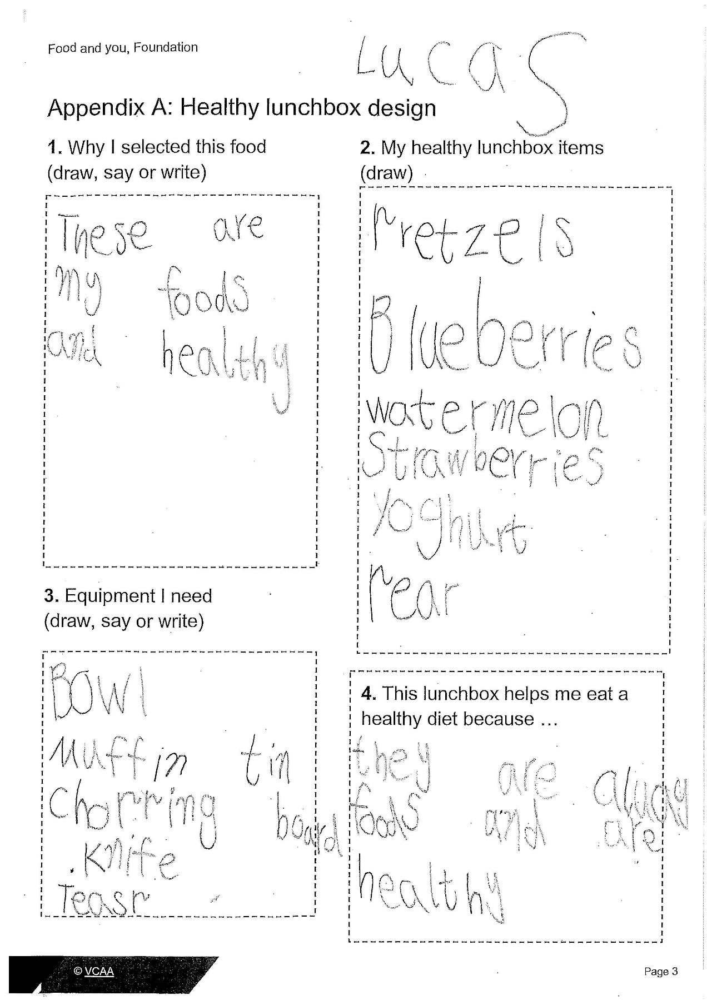 Food and you, Foundation
Lucas
Appendix A: Healthy lunchbox design
1. Why I selected this food
(draw, say or write)
These are
my foods
and healthy
2. My healthy lunchbox items
(draw)
Pretzels
Blueberries
watermelon
Strawberries
Yoghurt
Pear
3. Equipment I need
(draw, say or write)
Bowl
Muffin tin
Chopping board
Knife
Teasp
4. This lunchbox helps me eat a
healthy diet because ...
they are
foods and are
healthy
© VCAA
Page 3